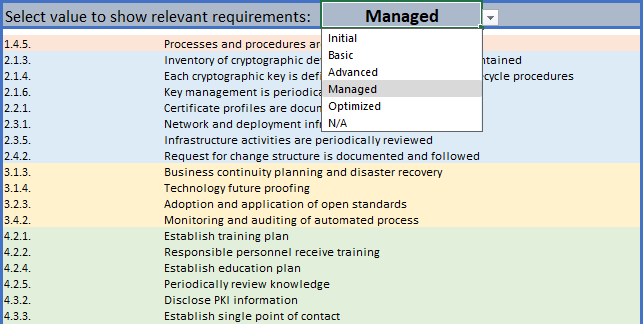 Select value to show relevant requirements: Managed
Initial
Basic
Advanced
Managed
Optimized
N/A
1.4.5. Processes and procedures are
2.1.3. Inventory of cryptographic de tained
2.1.4. Each cryptographic key is defi cycle procedures
2.1.6. Key management is periodica
2.2.1. Certificate profiles are docum
2.3.1. Network and deployment infr
2.3.5. Infrastructure activities are periodically reviewed
2.4.2. Request for change structure is documented and followed
3.1.3. Business continuity planning and disaster recovery
3.1.4. Technology future proofing
3.2.3. Adoption and application of open standards
3.4.2. Monitoring and auditing of automated process
4.2.1. Establish training plan
4.2.2. Responsible personnel receive training
4.2.4. Establish education plan
4.2.5. Periodically review knowledge
4.3.2. Disclose PKI information
4.3.3. Establish single point of contact